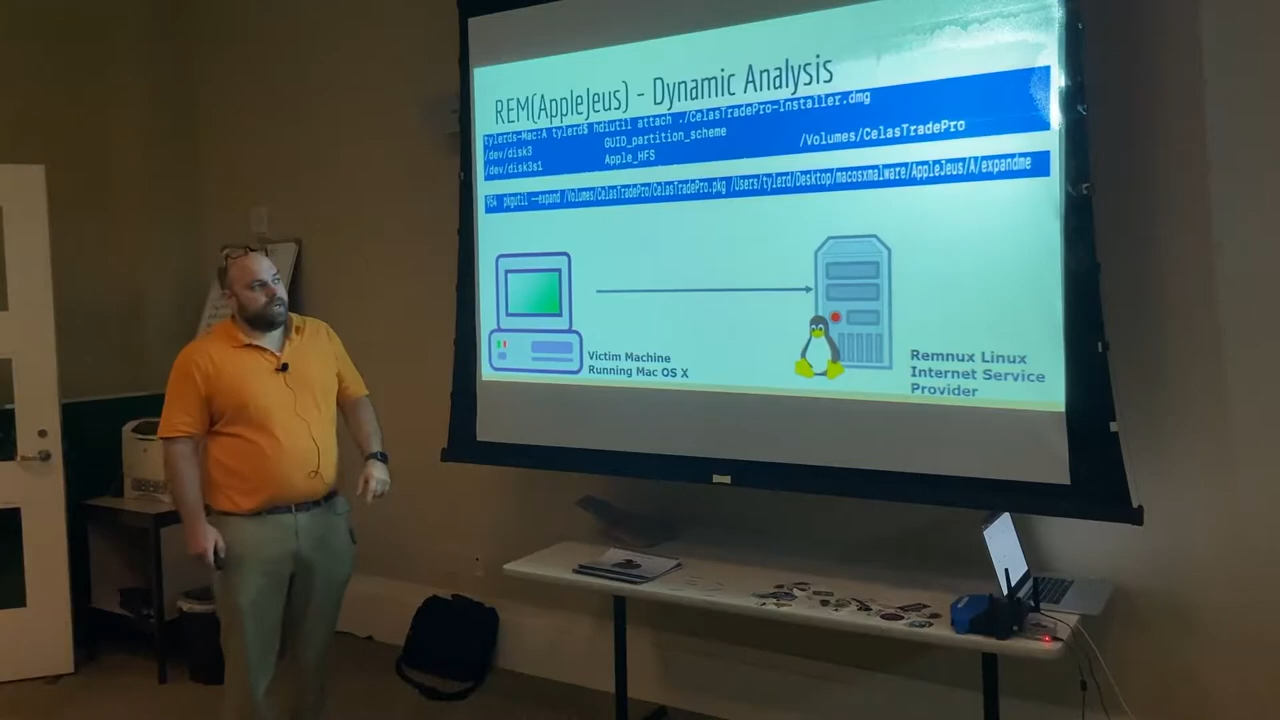 REM(AppleJeus) - Dynamic Analysis
tylerds-Mac:A tylerd$ hdiutil attach ./CelasTradePro-Installer.dmg
/dev/disk3 GUID_partition_scheme
/dev/disk3s1 Apple_HFS /Volumes/CelasTradePro
954 pkgutil --expand /Volumes/CelasTradePro/CelasTradePro.pkg /Users/tylerd/Desktop/macosxmalware/AppleJeus/A/expandme
Victim Machine
Running Mac OS X
Remnux Linux
Internet Service
Provider